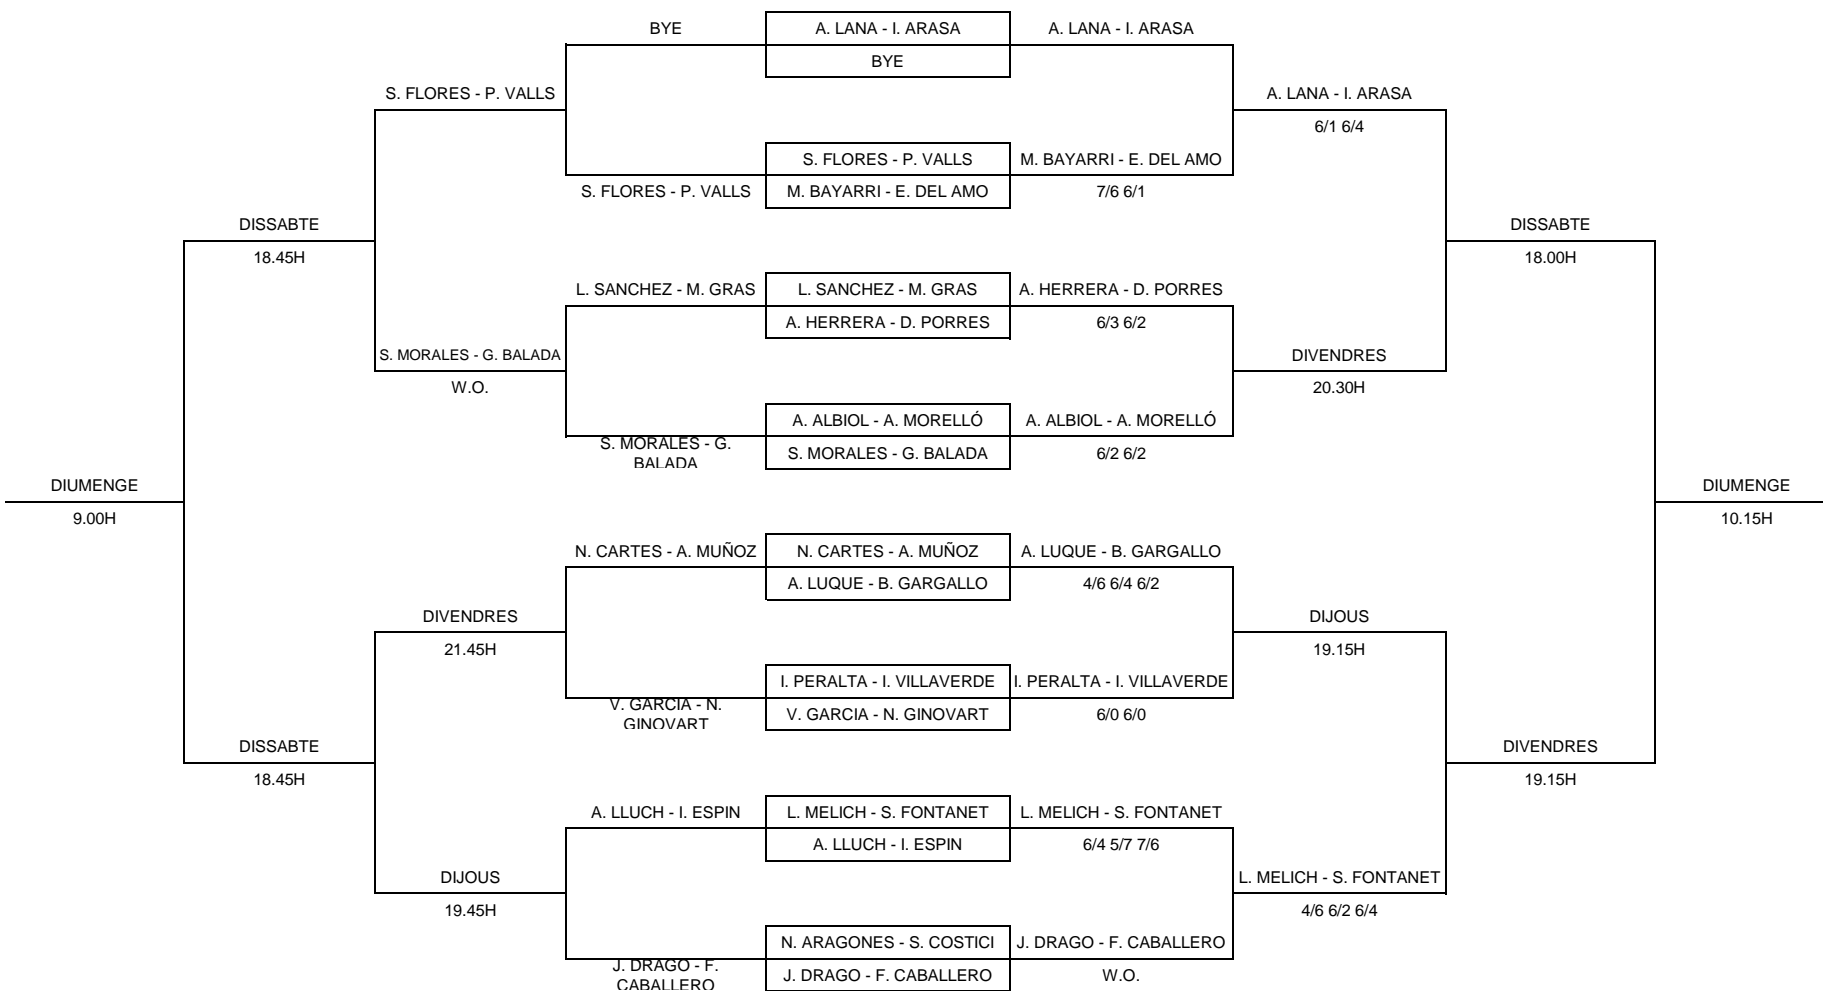 BYE
A. LANA - I. ARASA
A. LANA - I. ARASA
BYE
S. FLORES - P. VALLS
A. LANA - I. ARASA
6/1 6/4
S. FLORES - P. VALLS
M. BAYARRI - E. DEL AMO
S. FLORES - P. VALLS
M. BAYARRI - E. DEL AMO
7/6 6/1
DISSABTE
DISSABTE
18.45H
18.00H
L. SANCHEZ - M. GRAS
L. SANCHEZ - M. GRAS
A. HERRERA - D. PORRES
A. HERRERA - D. PORRES
6/3 6/2
S. MORALES - G. BALADA
DIVENDRES
W.O.
20.30H
A. ALBIOL - A. MORELLÓ
A. ALBIOL - A. MORELLÓ
S. MORALES - G.
BALADA
S. MORALES - G. BALADA
6/2 6/2
DIUMENGE
DIUMENGE
9.00H
10.15H
N. CARTES - A. MUÑOZ
N. CARTES - A. MUÑOZ
A. LUQUE - B. GARGALLO
A. LUQUE - B. GARGALLO
4/6 6/4 6/2
DIVENDRES
DIJOUS
21.45H
19.15H
I. PERALTA - I. VILLAVERDE
I. PERALTA - I. VILLAVERDE
V. GARCIA - N.
GINOVART
V. GARCIA - N. GINOVART
6/0 6/0
DISSABTE
DIVENDRES
18.45H
19.15H
A. LLUCH - I. ESPIN
L. MELICH - S. FONTANET
L. MELICH - S. FONTANET
A. LLUCH - I. ESPIN
6/4 5/7 7/6
DIJOUS
L. MELICH - S. FONTANET
19.45H
4/6 6/2 6/4
N. ARAGONES - S. COSTICI
J. DRAGO - F. CABALLERO
J. DRAGO - F.
CABALLERO
J. DRAGO - F. CABALLERO
W.O.